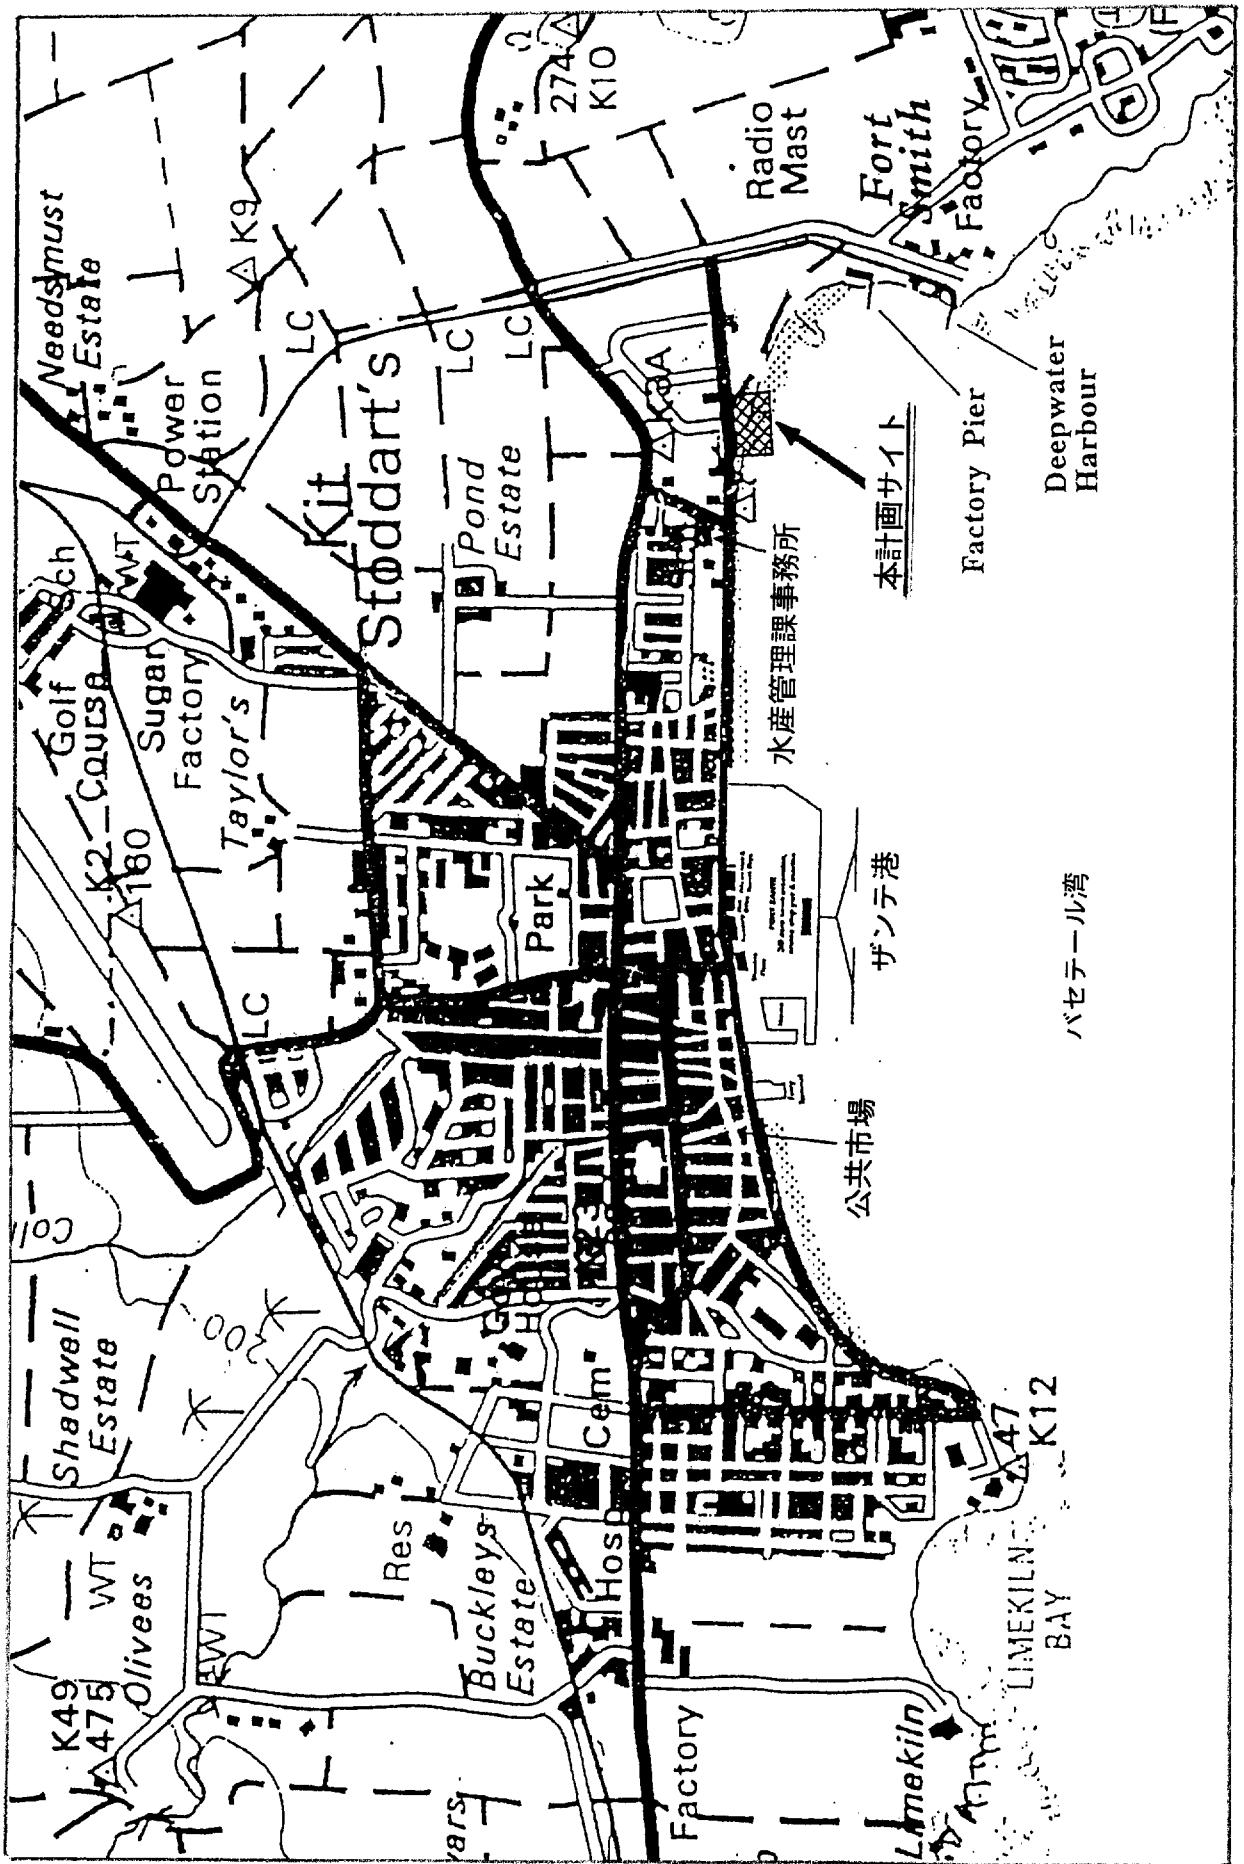 K49
475
Olivees
WT
Shadwell
Estate
Coll
K2
180
Golf
Course
Sch
WT
Sugar
Factory
Taylor's
Needsmust
Estate
Power
Station
K9
LC
LC
LC
LC
Kit
Stoddart's
Pond
Estate
274
K10
Radio
Mast
Fort
Smith
Factory
Res
Buckleys
Estate
Hosp
Cem
Park
K8A
Factory
Limekiln
LIMEKILN
BAY
47
K12
公共市場
ザンテ港
水産管理課事務所
本計画サイト
Factory Pier
Deepwater
Harbour
バセテール湾
PORT ZANTE